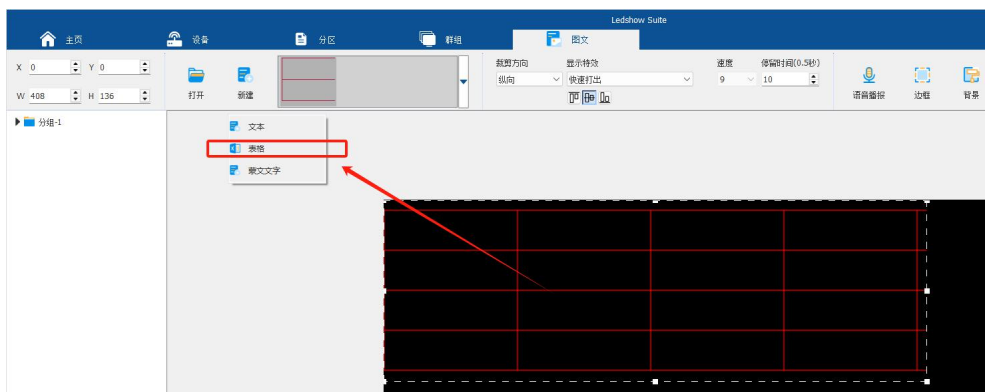 Ledshow Suite
主页 设备 分区 群组 图文
裁剪方向 显示特效 速度 停留时间(0.5秒)
X 0 Y 0 纵向 快速打出 9 10
W 408 H 136 打开 新建 语音播报 边框 背景
分组-1
文本
表格
蒙文文字